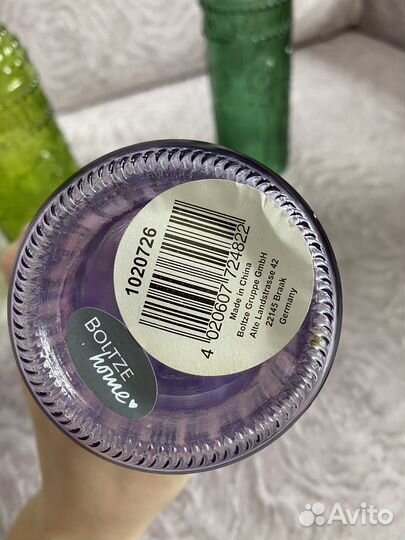 1020726
4 020607 724822
Made in China
Boltze Gruppe GmbH
Alte Landstrasse 42
22145 Braak
Germany
BOLTZE
home
Avito